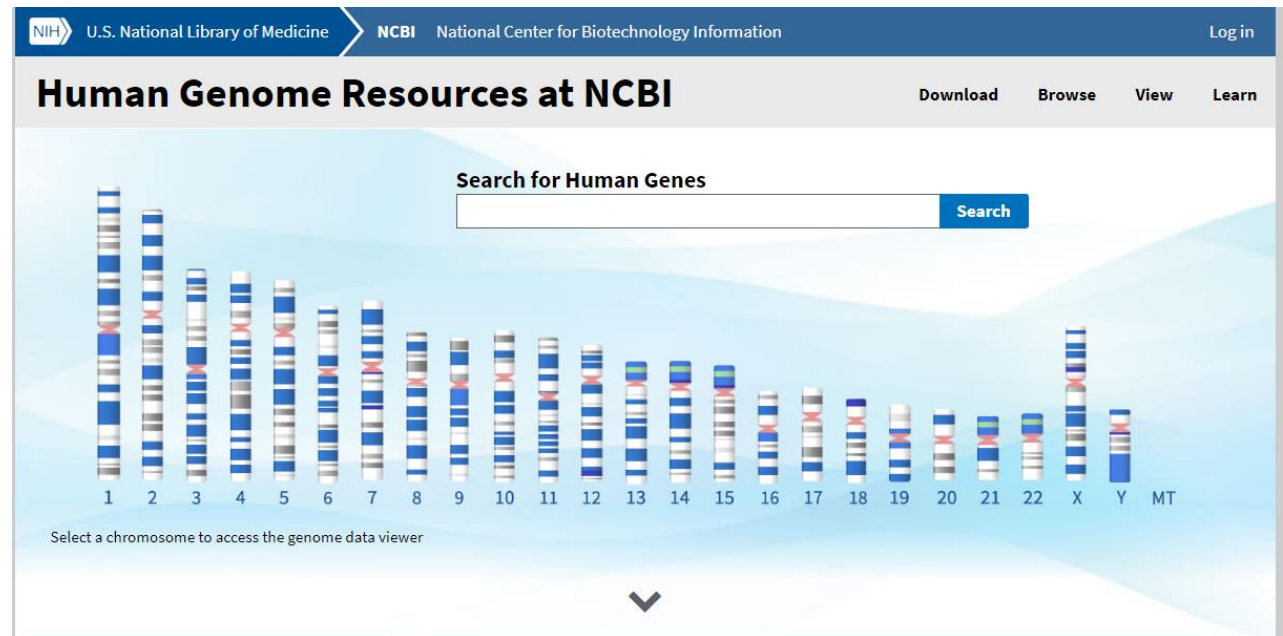 NIH U.S. National Library of Medicine NCBI National Center for Biotechnology Information Log in
Human Genome Resources at NCBI Download Browse View Learn
Search for Human Genes
Search
1 2 3 4 5 6 7 8 9 10 11 12 13 14 15 16 17 18 19 20 21 22 X Y MT
Select a chromosome to access the genome data viewer